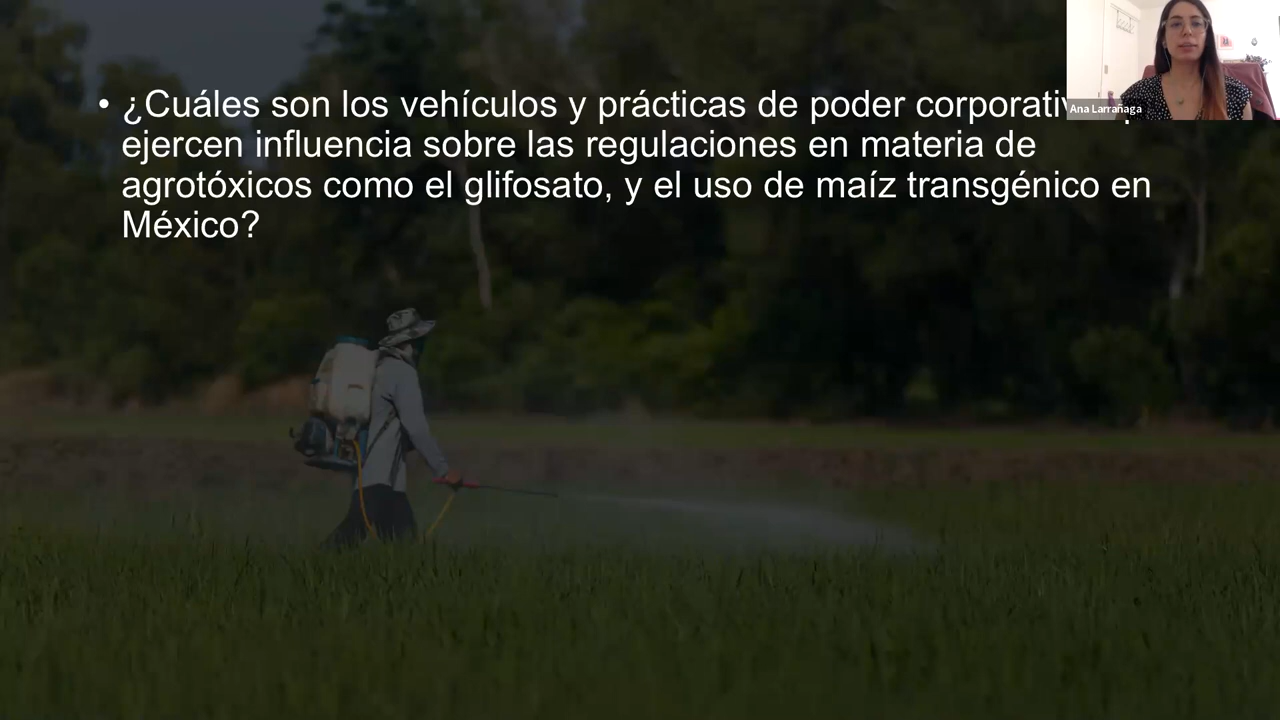 • ¿Cuáles son los vehículos y prácticas de poder
ejercen influencia sobre las regulaciones en materia de
agrotóxicos como el glifosato, y el uso de maíz transgénico en
México?
Ana Larrañaga